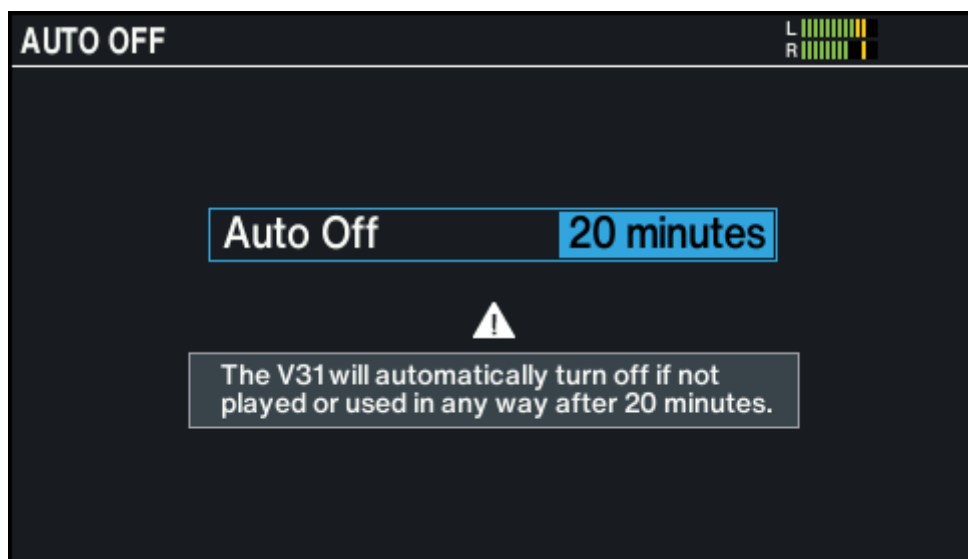 AUTO OFF
L
R
Auto Off 20 minutes
!
The V31 will automatically turn off if not
played or used in any way after 20 minutes.